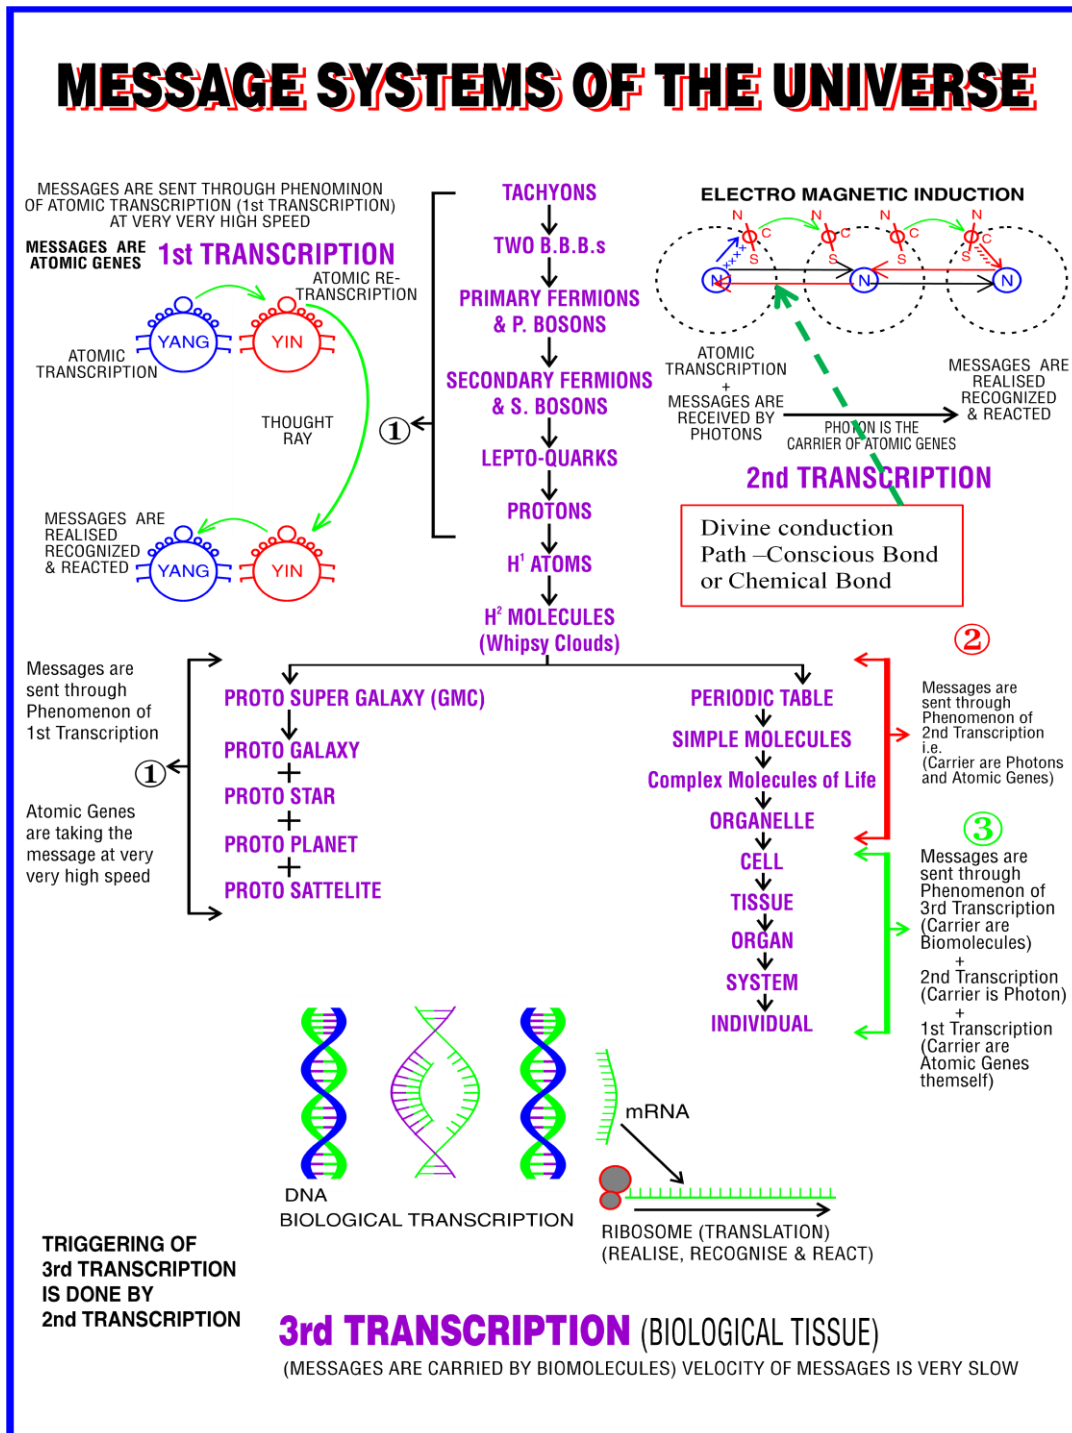 MESSAGE SYSTEMS OF THE UNIVERSE
MESSAGES ARE SENT THROUGH PHENOMINON
OF ATOMIC TRANSCRIPTION (1st TRANSCRIPTION)
AT VERY VERY HIGH SPEED
MESSAGES ARE
ATOMIC GENES
1st TRANSCRIPTION
ATOMIC RE-
TRANSCRIPTION
YANG
YIN
ATOMIC
TRANSCRIPTION
THOUGHT
RAY
MESSAGES ARE
REALISED
RECOGNIZED
& REACTED
YANG
YIN
1
TACHYONS
TWO B.B.B.s
PRIMARY FERMIONS
& P. BOSONS
SECONDARY FERMIONS
& S. BOSONS
LEPTO-QUARKS
PROTONS
H¹ ATOMS
H² MOLECULES
(Whipsy Clouds)
ELECTRO MAGNETIC INDUCTION
N
C
S
N
S
N
S
N
C
S
N
N
N
xxxx
ATOMIC
TRANSCRIPTION
+
MESSAGES ARE
RECEIVED BY
PHOTONS
PHOTON IS THE
CARRIER OF ATOMIC GENES
MESSAGES ARE
REALISED
RECOGNIZED
& REACTED
2nd TRANSCRIPTION
Divine conduction
Path –Conscious Bond
or Chemical Bond
Messages are
sent through
Phenomenon of
1st Transcription
1
Atomic Genes
are taking the
message at very
very high speed
PROTO SUPER GALAXY (GMC)
PROTO GALAXY
+
PROTO STAR
+
PROTO PLANET
+
PROTO SATTELITE
PERIODIC TABLE
SIMPLE MOLECULES
Complex Molecules of Life
ORGANELLE
CELL
TISSUE
ORGAN
SYSTEM
INDIVIDUAL
2
Messages are
sent through
Phenomenon of
2nd Transcription
i.e.
(Carrier are Photons
and Atomic Genes)
3
Messages are
sent through
Phenomenon of
3rd Transcription
(Carrier are
Biomolecules)
+
2nd Transcription
(Carrier is Photon)
+
1st Transcription
(Carrier are
Atomic Genes
themself)
DNA
BIOLOGICAL TRANSCRIPTION
mRNA
RIBOSOME (TRANSLATION)
(REALISE, RECOGNISE & REACT)
TRIGGERING OF
3rd TRANSCRIPTION
IS DONE BY
2nd TRANSCRIPTION
3rd TRANSCRIPTION (BIOLOGICAL TISSUE)
(MESSAGES ARE CARRIED BY BIOMOLECULES) VELOCITY OF MESSAGES IS VERY SLOW